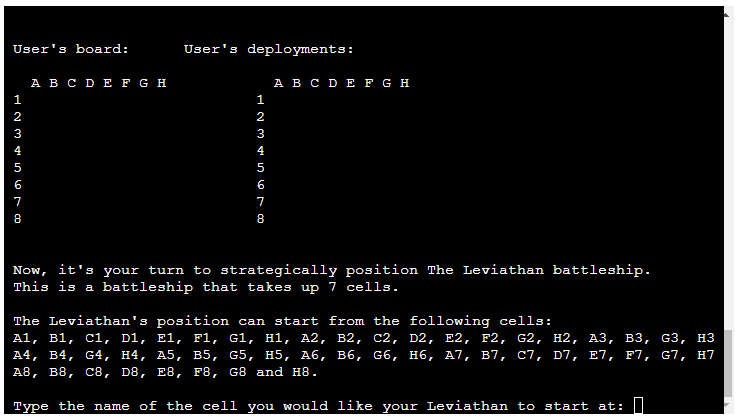 User's board:       User's deployments:
  A B C D E F G H            A B C D E F G H
1                          1
2                          2
3                          3
4                          4
5                          5
6                          6
7                          7
8                          8
Now, it's your turn to strategically position The Leviathan battleship.
This is a battleship that takes up 7 cells.
The Leviathan's position can start from the following cells:
A1, B1, C1, D1, E1, F1, G1, H1, A2, B2, C2, D2, E2, F2, G2, H2, A3, B3, G3, H3
A4, B4, G4, H4, A5, B5, G5, H5, A6, B6, G6, H6, A7, B7, C7, D7, E7, F7, G7, H7
A8, B8, C8, D8, E8, F8, G8 and H8.
Type the name of the cell you would like your Leviathan to start at: